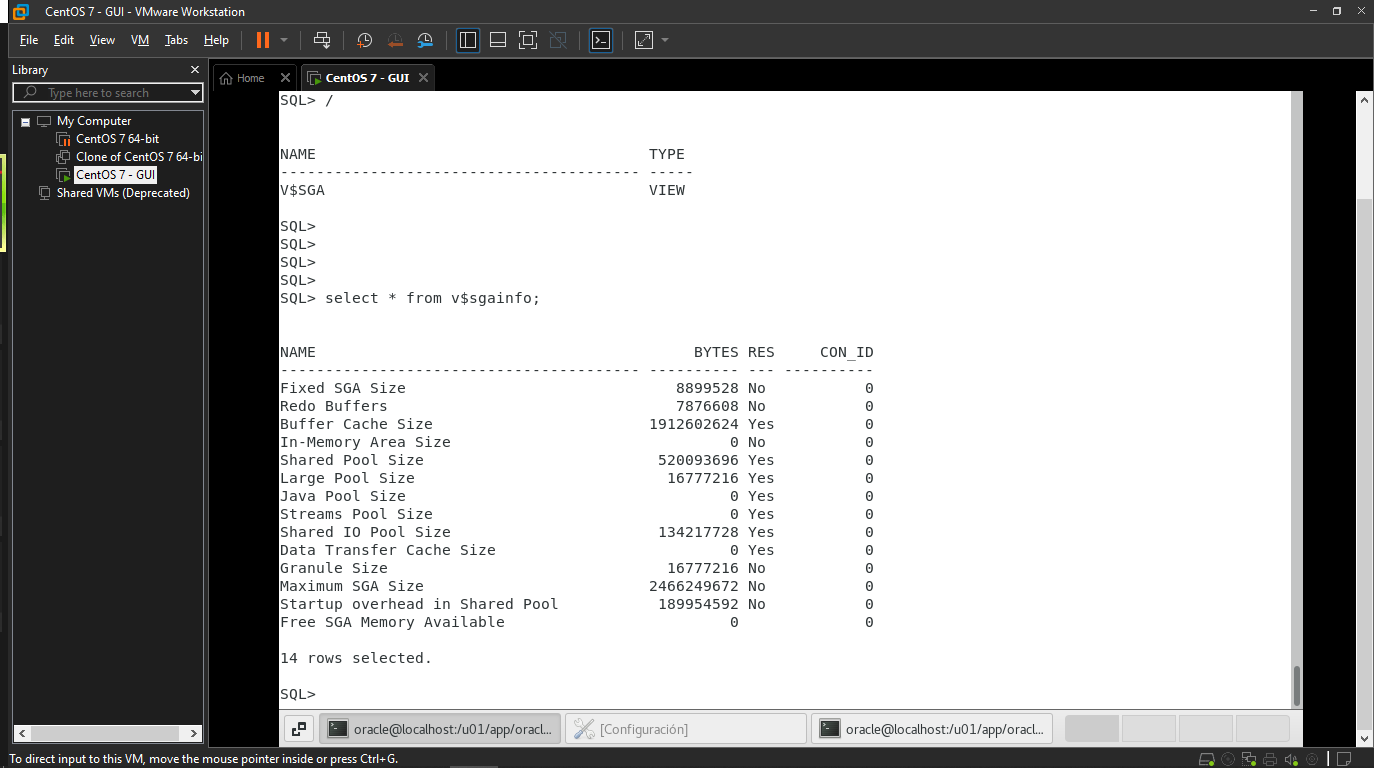 CentOS 7 - GUI - VMware Workstation
File Edit View VM Tabs Help
Library
Type here to search
My Computer
CentOS 7 64-bit
Clone of CentOS 7 64-bi
CentOS 7 - GUI
Shared VMs (Deprecated)
Home
CentOS 7 - GUI
SQL> /
NAME TYPE
---------------------------------------- -----
V$SGA VIEW
SQL>
SQL>
SQL>
SQL>
SQL> select * from v$sgainfo;
NAME BYTES RES CON_ID
---------------------------------------- ---------- --- ----------
Fixed SGA Size 8899528 No 0
Redo Buffers 7876608 No 0
Buffer Cache Size 1912602624 Yes 0
In-Memory Area Size 0 No 0
Shared Pool Size 520093696 Yes 0
Large Pool Size 16777216 Yes 0
Java Pool Size 0 Yes 0
Streams Pool Size 0 Yes 0
Shared IO Pool Size 134217728 Yes 0
Data Transfer Cache Size 0 Yes 0
Granule Size 16777216 No 0
Maximum SGA Size 2466249672 No 0
Startup overhead in Shared Pool 189954592 No 0
Free SGA Memory Available 0 0
14 rows selected.
SQL>
oracle@localhost:/u01/app/oracl...
[Configuración]
oracle@localhost:/u01/app/oracl...
To direct input to this VM, move the mouse pointer inside or press Ctrl+G.